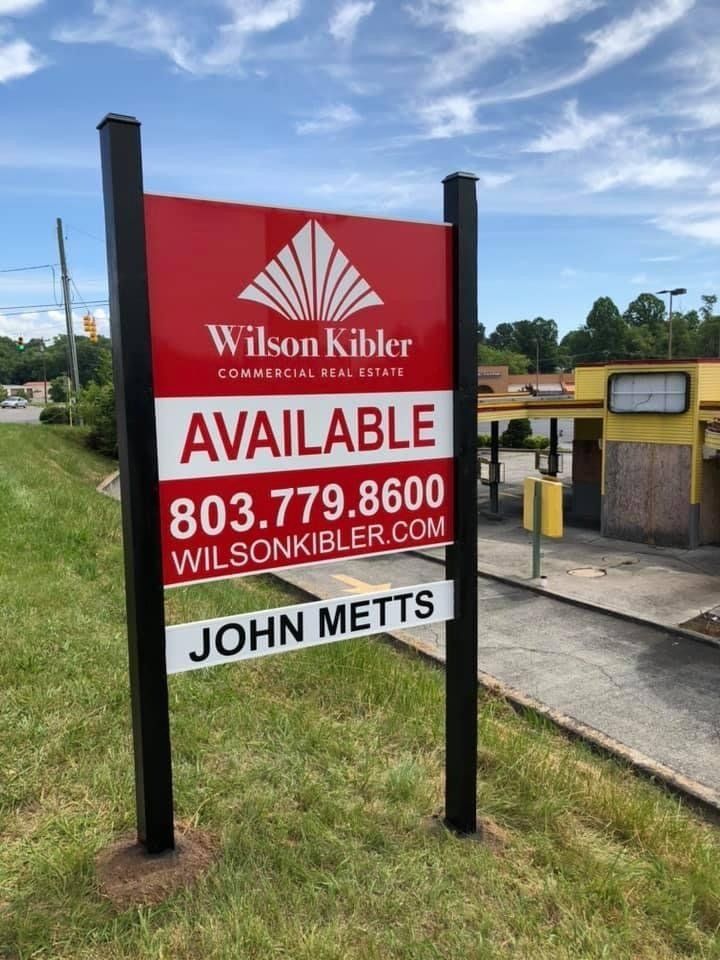 Wilson Kibler
COMMERCIAL REAL ESTATE
AVAILABLE
803.779.8600
WILSONKIBLER.COM
JOHN METTS